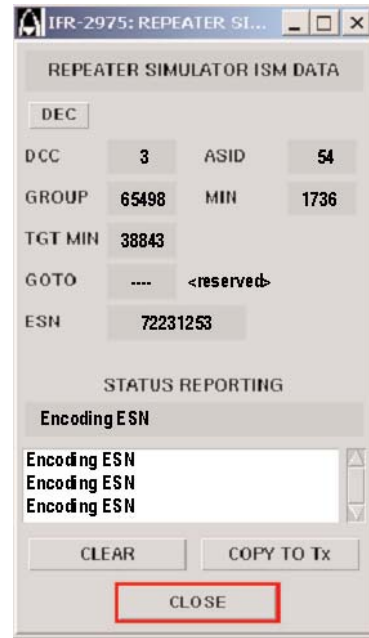 IFR-2975: REPEATER SI...
REPEATER SIMULATOR ISM DATA
DEC
DCC 3 ASID 54
GROUP 65498 MIN 1736
TGT MIN 38843
GOTO ---- <reserved>
ESN 72231253
STATUS REPORTING
Encoding ESN
Encoding ESN
Encoding ESN
Encoding ESN
CLEAR COPY TO Tx
CLOSE